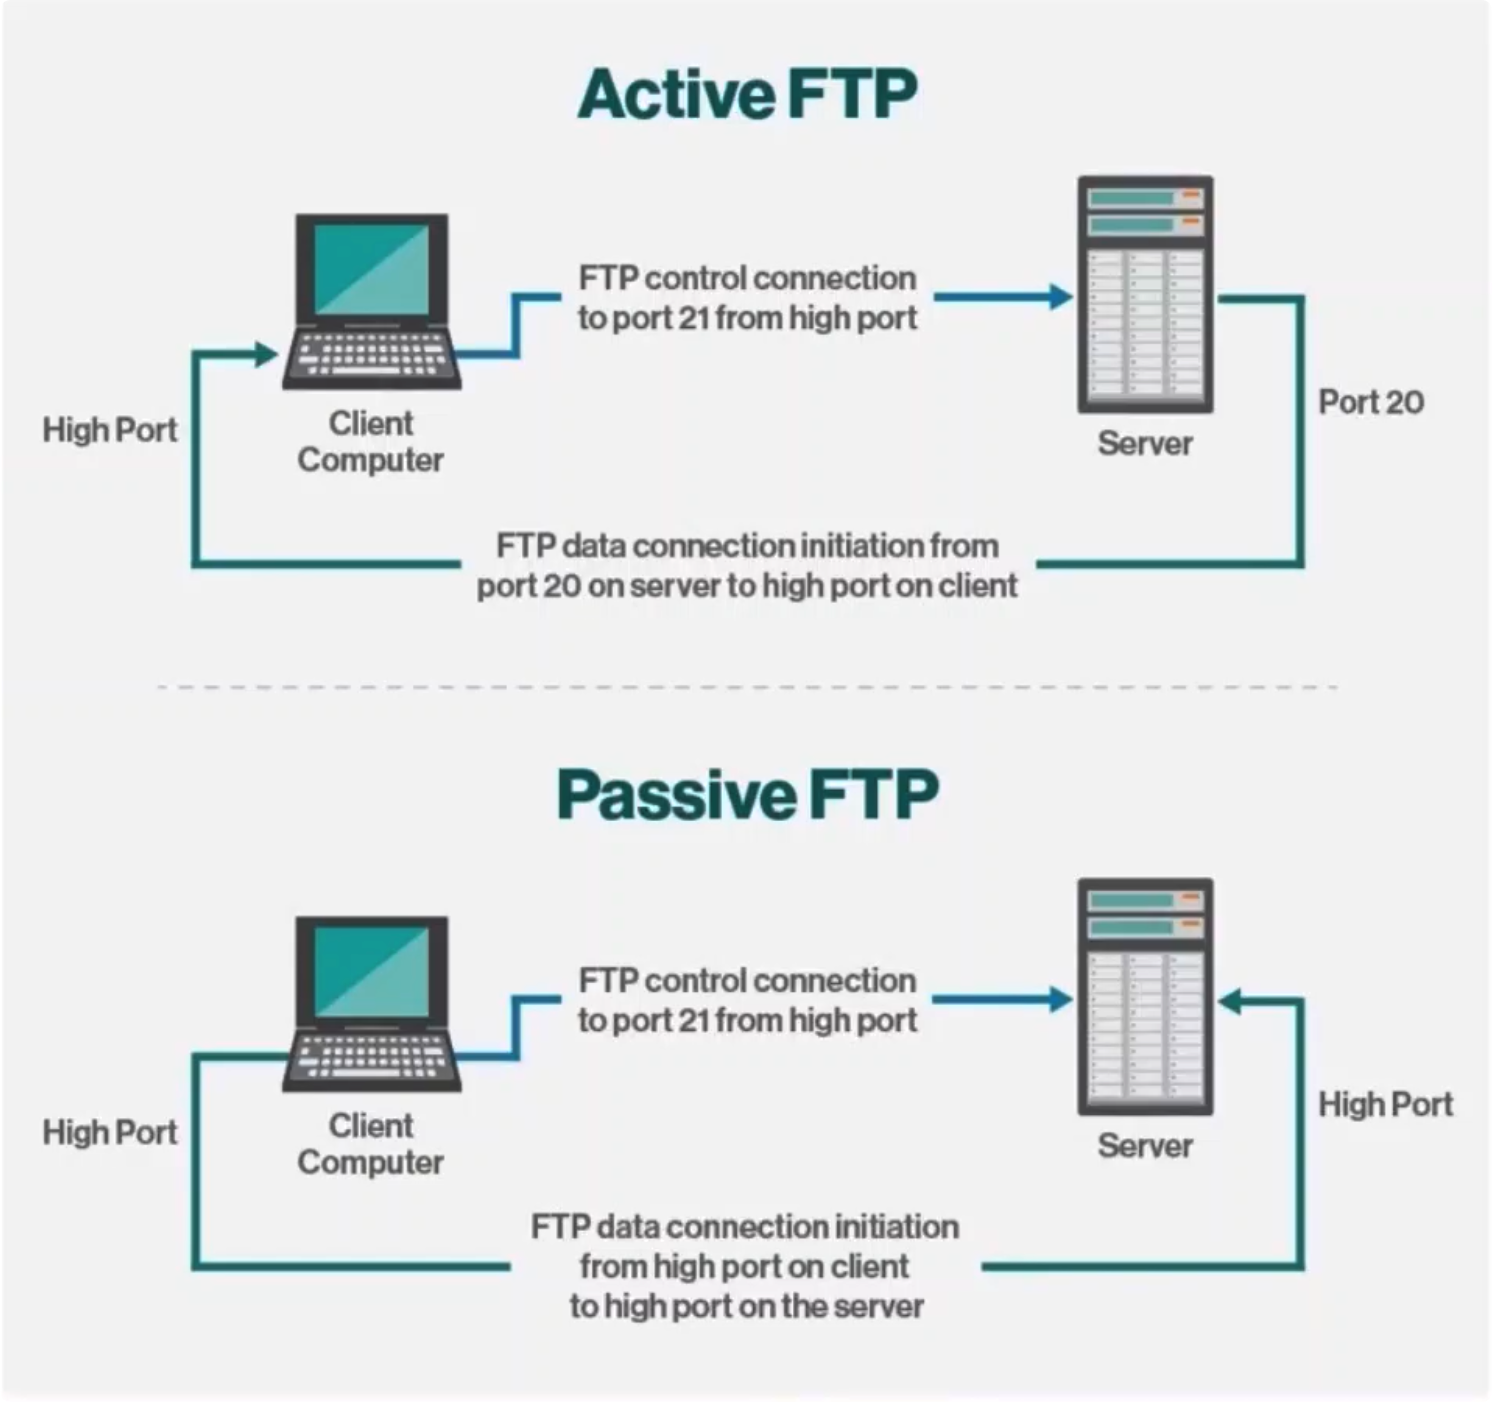 Active FTP
FTP control connection
to port 21 from high port
High Port
Client
Computer
Server
Port 20
FTP data connection initiation from
port 20 on server to high port on client
Passive FTP
FTP control connection
to port 21 from high port
High Port
Client
Computer
Server
High Port
FTP data connection initiation
from high port on client
to high port on the server